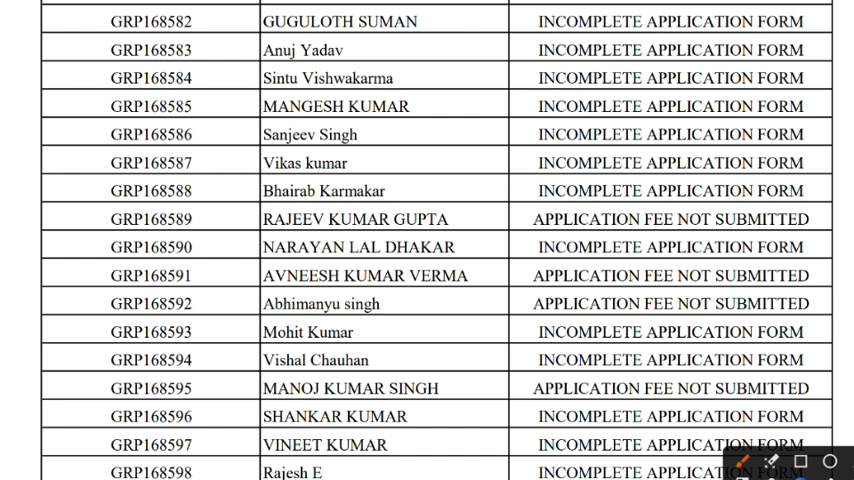 GRP168582 GUGULOTH SUMAN INCOMPLETE APPLICATION FORM
GRP168583 Anuj Yadav INCOMPLETE APPLICATION FORM
GRP168584 Sintu Vishwakarma INCOMPLETE APPLICATION FORM
GRP168585 MANGESH KUMAR INCOMPLETE APPLICATION FORM
GRP168586 Sanjeev Singh INCOMPLETE APPLICATION FORM
GRP168587 Vikas kumar INCOMPLETE APPLICATION FORM
GRP168588 Bhairab Karmakar INCOMPLETE APPLICATION FORM
GRP168589 RAJEEV KUMAR GUPTA APPLICATION FEE NOT SUBMITTED
GRP168590 NARAYAN LAL DHAKAR INCOMPLETE APPLICATION FORM
GRP168591 AVNEESH KUMAR VERMA APPLICATION FEE NOT SUBMITTED
GRP168592 Abhimanyu singh APPLICATION FEE NOT SUBMITTED
GRP168593 Mohit Kumar INCOMPLETE APPLICATION FORM
GRP168594 Vishal Chauhan INCOMPLETE APPLICATION FORM
GRP168595 MANOJ KUMAR SINGH APPLICATION FEE NOT SUBMITTED
GRP168596 SHANKAR KUMAR INCOMPLETE APPLICATION FORM
GRP168597 VINEET KUMAR INCOMPLETE APPLICATION FORM
GRP168598 Rajesh E INCOMPLETE APPLICATION FORM